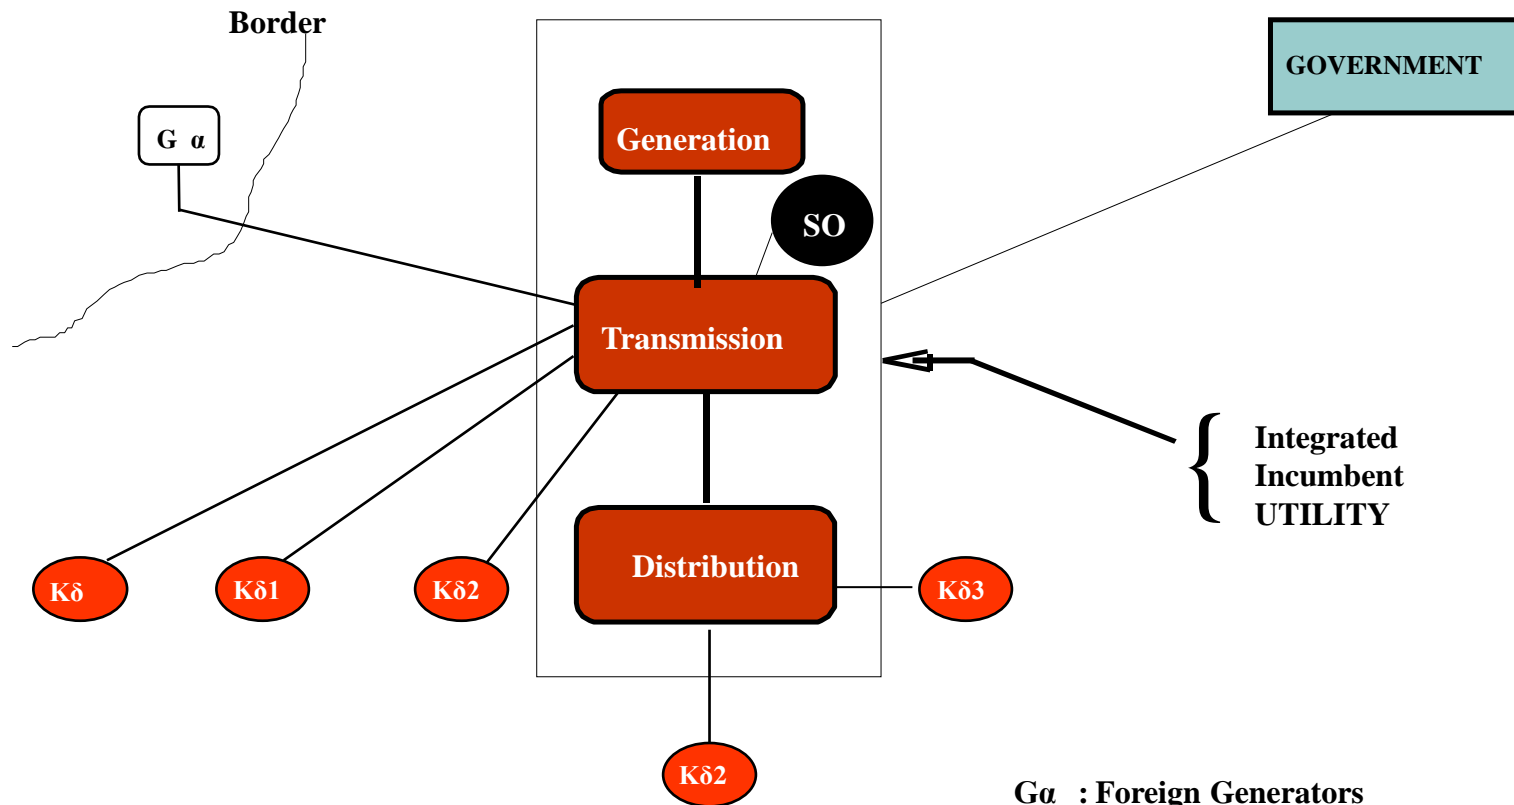 Border
GOVERNMENT
G α
Generation
SO
Transmission
Integrated
Incumbent
UTILITY
Distribution
Kδ
Kδ1
Kδ2
Kδ3
Kδ2
Gα : Foreign Generators